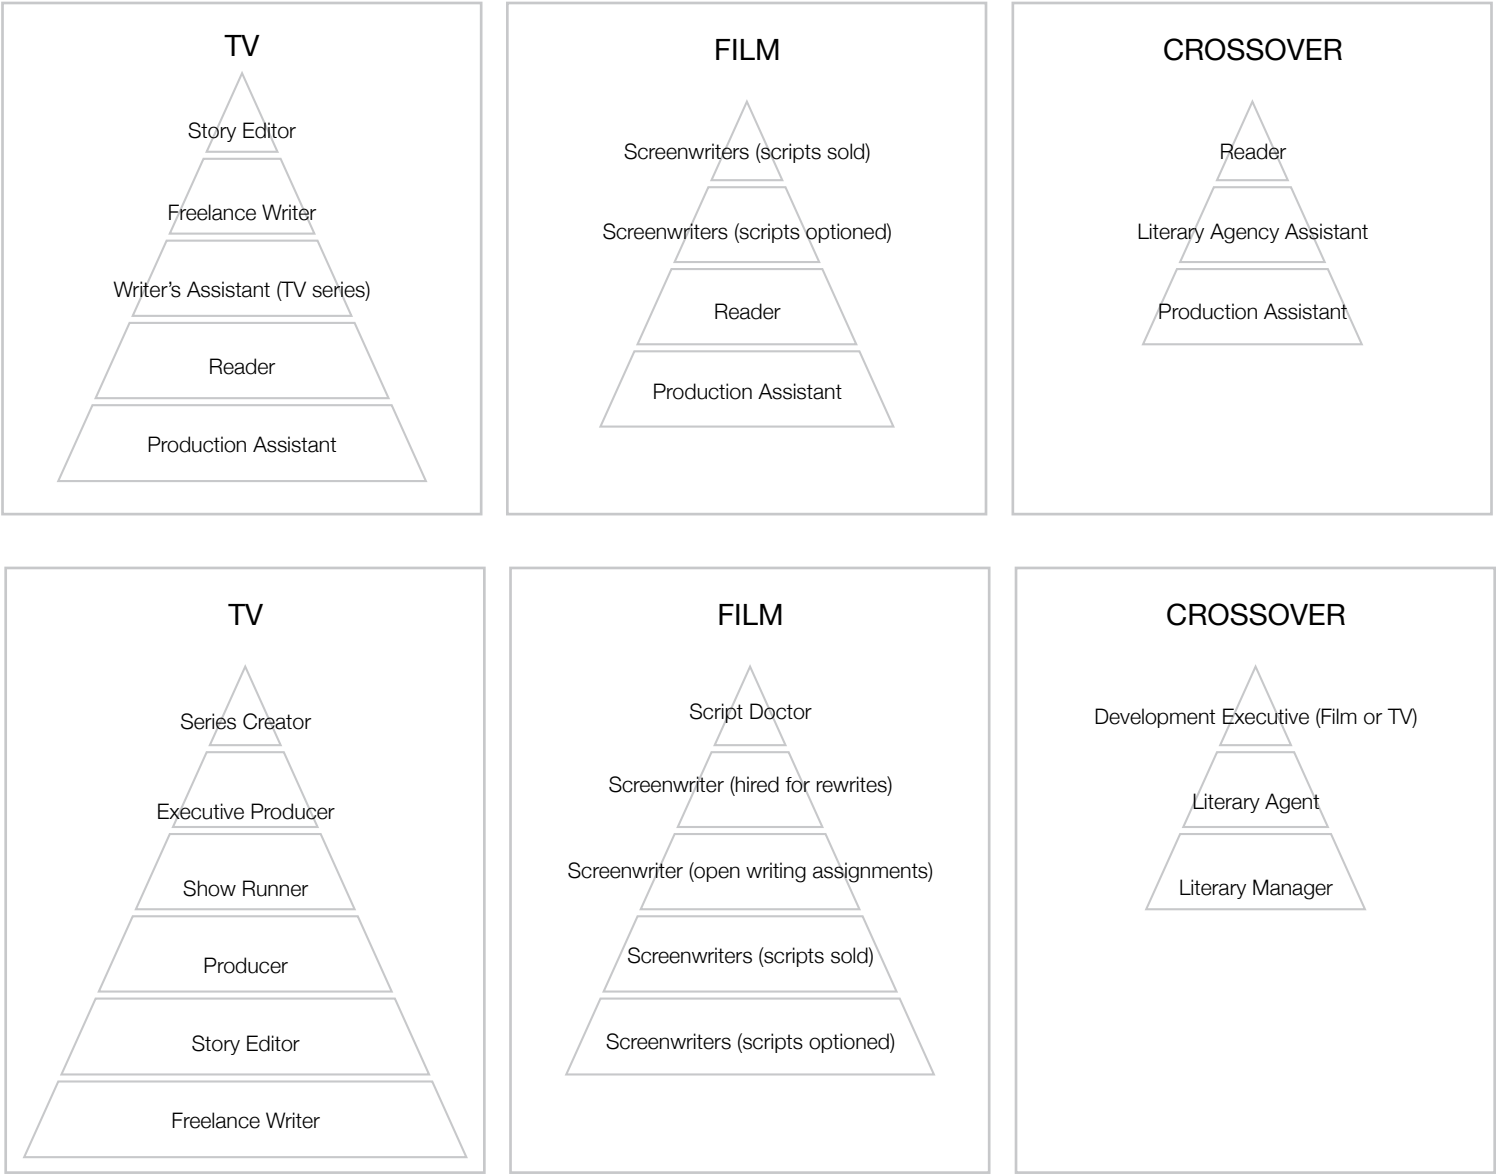 TV
Story Editor
Freelance Writer
Writer’s Assistant (TV series)
Reader
Production Assistant
FILM
Screenwriters (scripts sold)
Screenwriters (scripts optioned)
Reader
Production Assistant
CROSSOVER
Reader
Literary Agency Assistant
Production Assistant
TV
Series Creator
Executive Producer
Show Runner
Producer
Story Editor
Freelance Writer
FILM
Script Doctor
Screenwriter (hired for rewrites)
Screenwriter (open writing assignments)
Screenwriters (scripts sold)
Screenwriters (scripts optioned)
CROSSOVER
Development Executive (Film or TV)
Literary Agent
Literary Manager